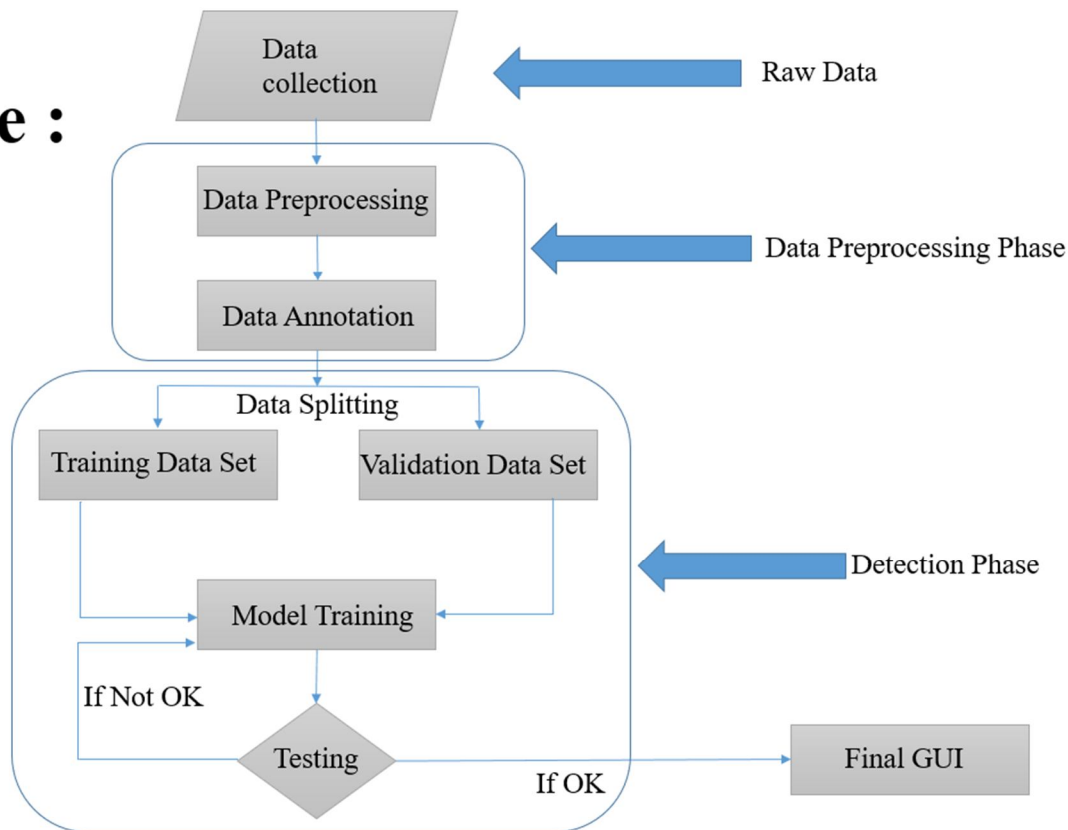 Data
collection
Raw Data
e :
Data Preprocessing
Data Preprocessing Phase
Data Annotation
Data Splitting
Training Data Set
Validation Data Set
Detection Phase
Model Training
If Not OK
Testing
If OK
Final GUI